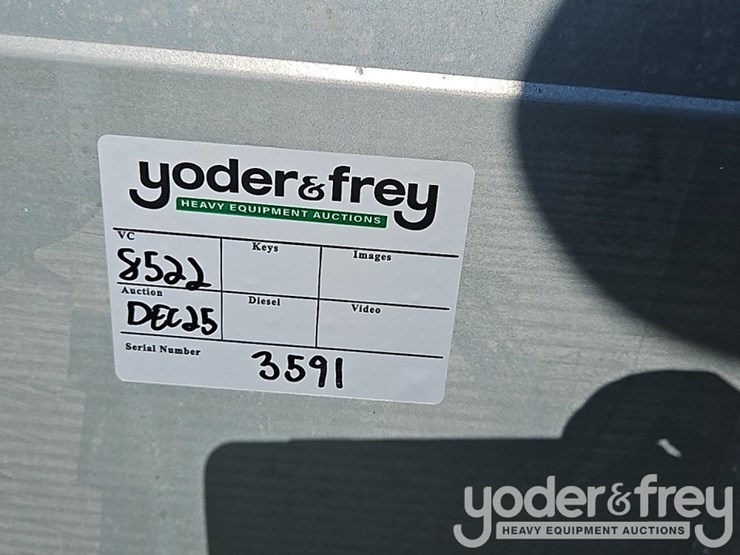 yoder&frey
HEAVY EQUIPMENT AUCTIONS
VC Keys Images
8522
Auction Diesel Video
DEC25
Serial Number 3591
yoder&frey
HEAVY EQUIPMENT AUCTIONS